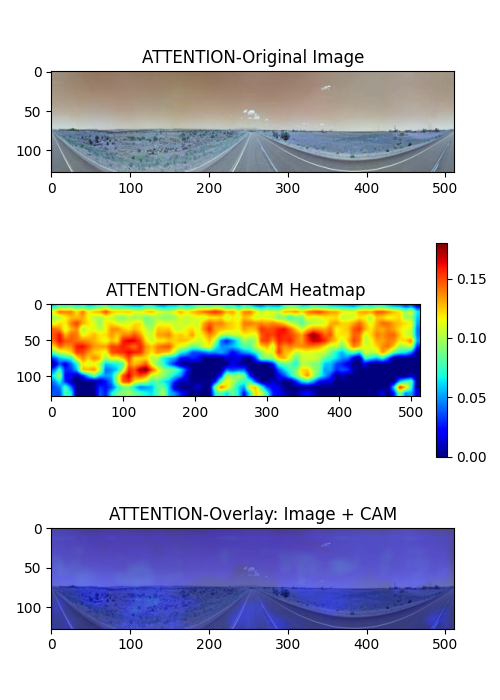 ATTENTION-Original Image
0
50
100
0 100 200 300 400 500
ATTENTION-GradCAM Heatmap
0
50
100
0 100 200 300 400 500
0.15
0.10
0.05
0.00
ATTENTION-Overlay: Image + CAM
0
50
100
0 100 200 300 400 500